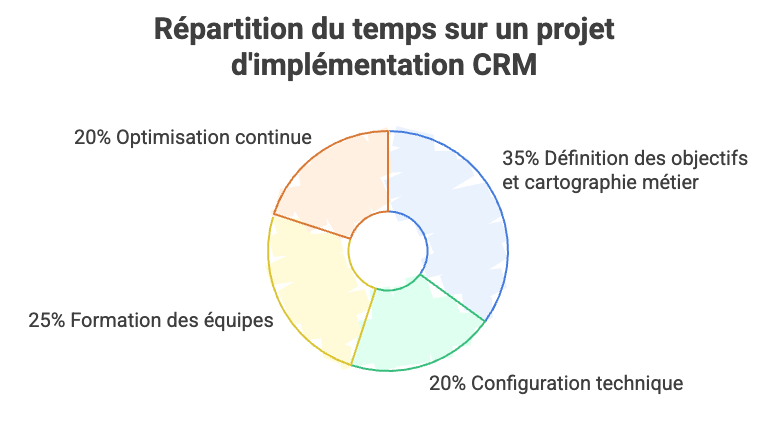 Répartition du temps sur un projet
d'implémentation CRM
20% Optimisation continue
35% Définition des objectifs
et cartographie métier
25% Formation des équipes
20% Configuration technique